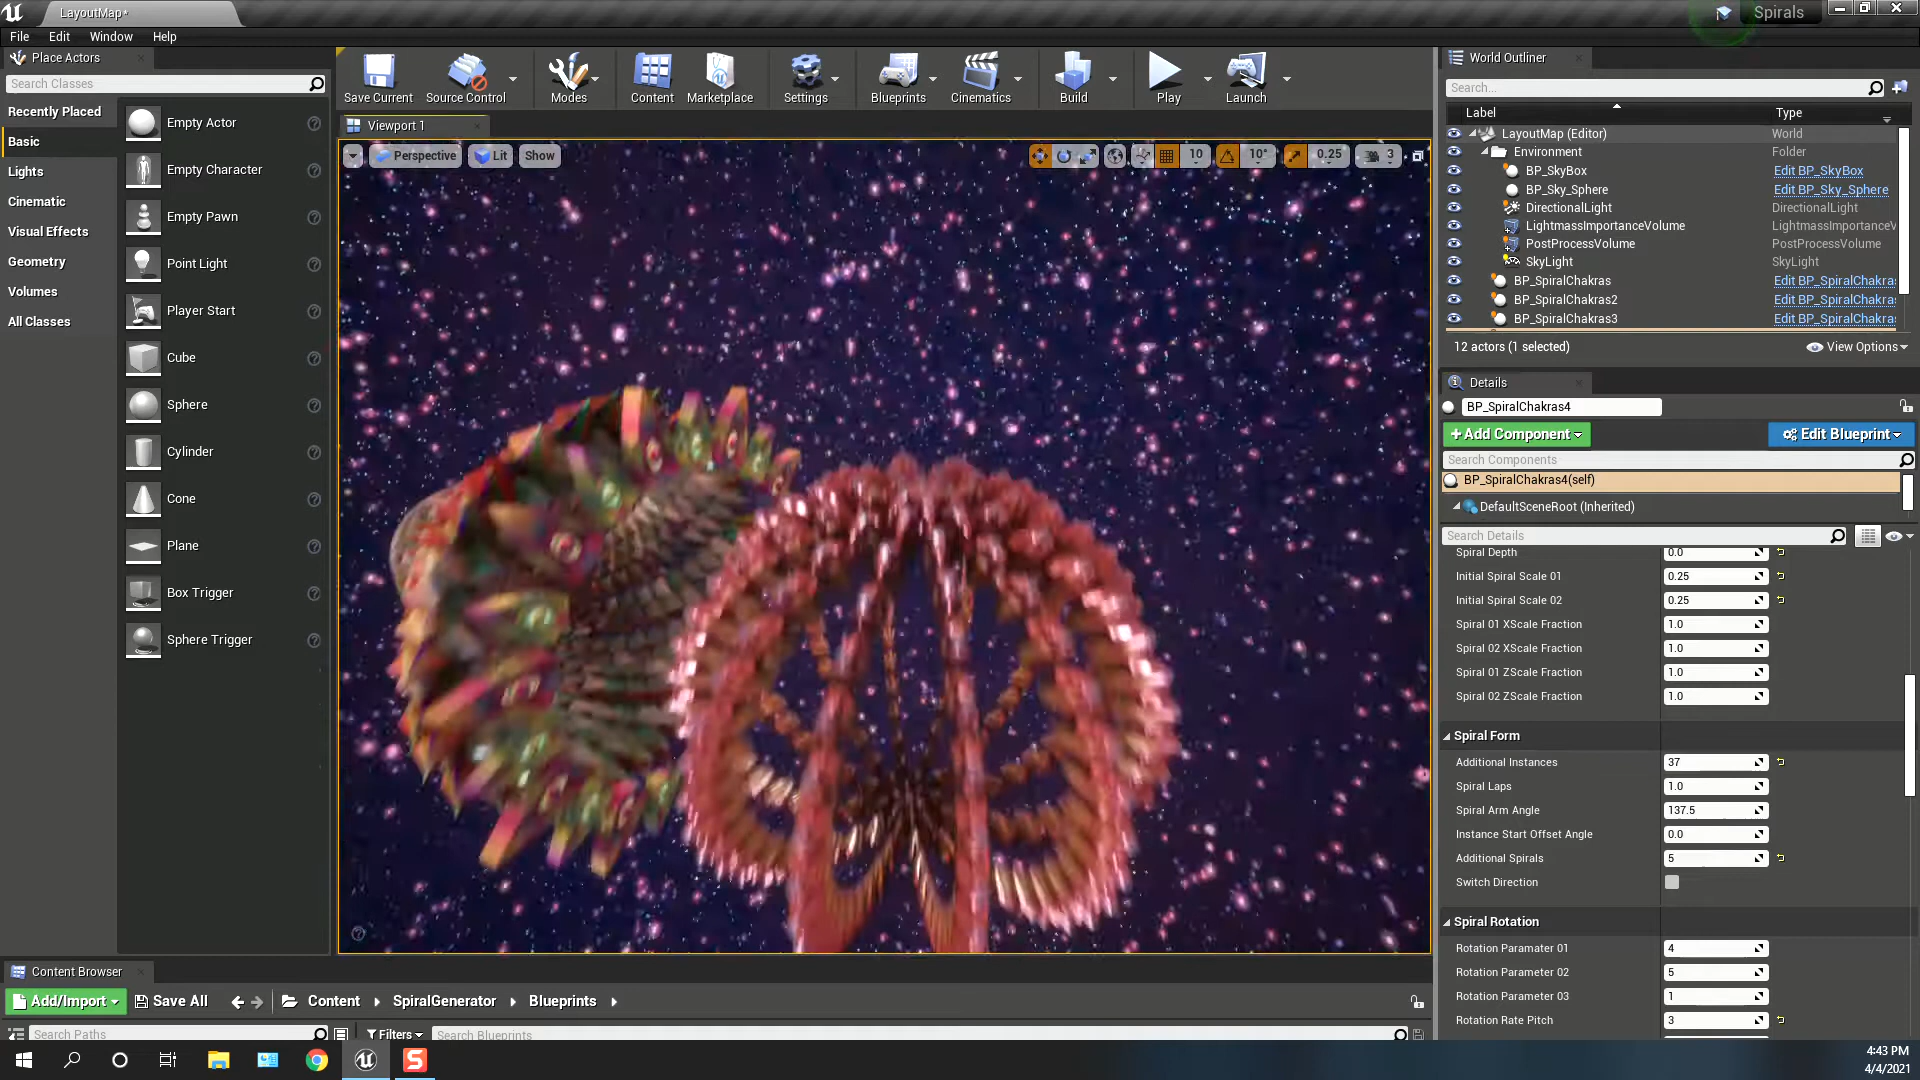 LayoutMap*
Spirals
File Edit Window Help
Place Actors
Search Classes
Recently Placed
Basic
Lights
Cinematic
Visual Effects
Geometry
Volumes
All Classes
Empty Actor
Empty Character
Empty Pawn
Point Light
Player Start
Cube
Sphere
Cylinder
Cone
Plane
Box Trigger
Sphere Trigger
Save Current
Source Control
Modes
Content
Marketplace
Settings
Blueprints
Cinematics
Build
Play
Launch
Viewport 1
Perspective Lit Show
10 10° 0.25 3
World Outliner
Search...
Label Type
LayoutMap (Editor) World
Environment Folder
BP_SkyBox Edit BP_SkyBox
BP_Sky_Sphere Edit BP_Sky_Sphere
DirectionalLight DirectionalLight
LightmassImportanceVolume LightmassImportanceV
PostProcessVolume PostProcessVolume
SkyLight SkyLight
BP_SpiralChakras Edit BP_SpiralChakra
BP_SpiralChakras2 Edit BP_SpiralChakra
BP_SpiralChakras3 Edit BP_SpiralChakra
12 actors (1 selected) View Options
Details
BP_SpiralChakras4
+Add Component Edit Blueprint
Search Components
BP_SpiralChakras4(self)
DefaultSceneRoot (Inherited)
Search Details
Spiral Depth 0.0
Initial Spiral Scale 01 0.25
Initial Spiral Scale 02 0.25
Spiral 01 XScale Fraction 1.0
Spiral 02 XScale Fraction 1.0
Spiral 01 ZScale Fraction 1.0
Spiral 02 ZScale Fraction 1.0
Spiral Form
Additional Instances 37
Spiral Laps 1.0
Spiral Arm Angle 137.5
Instance Start Offset Angle 0.0
Additional Spirals 5
Switch Direction
Spiral Rotation
Rotation Paramater 01 4
Rotation Parameter 02 5
Rotation Parameter 03 1
Rotation Rate Pitch 3
Content Browser
Add/Import Save All Content SpiralGenerator Blueprints
Search Paths Filters Search Blueprints
4:43 PM
4/4/2021